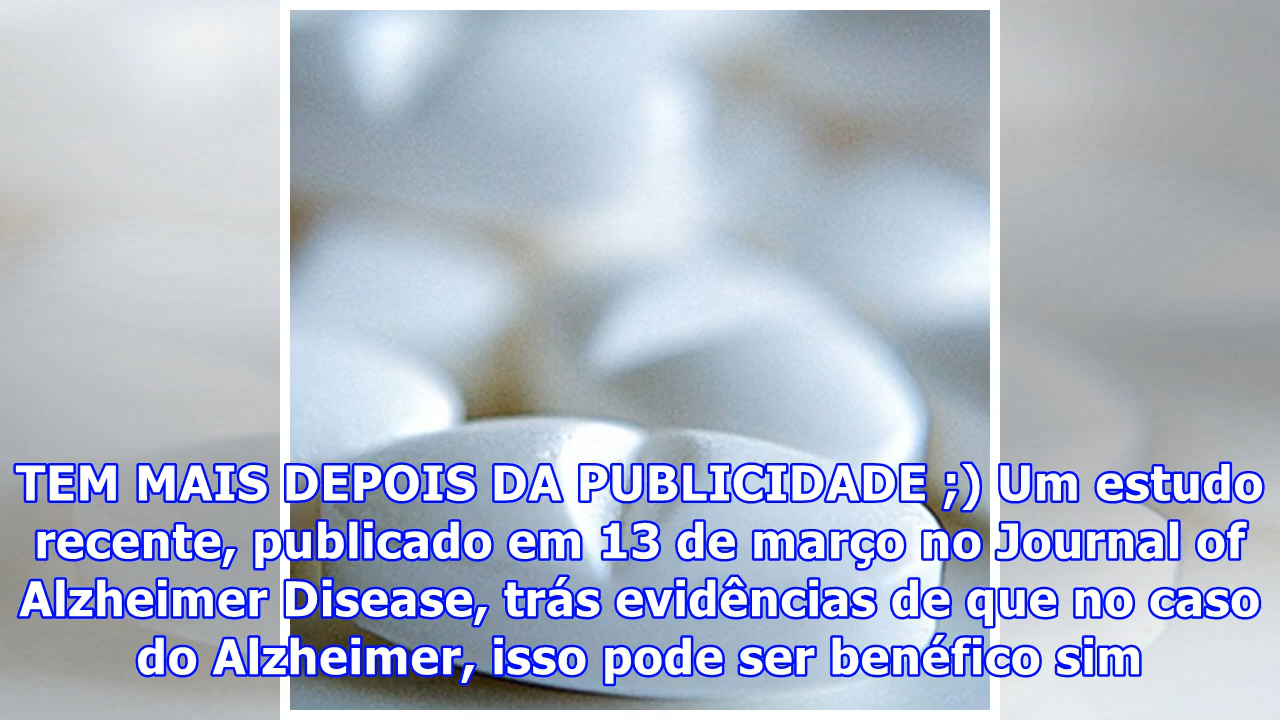 TEM MAIS DEPOIS DA PUBLICIDADE ;) Um estudo
recente, publicado em 13 de março no Journal of
Alzheimer Disease, trás evidências de que no caso
do Alzheimer, isso pode ser benéfico sim